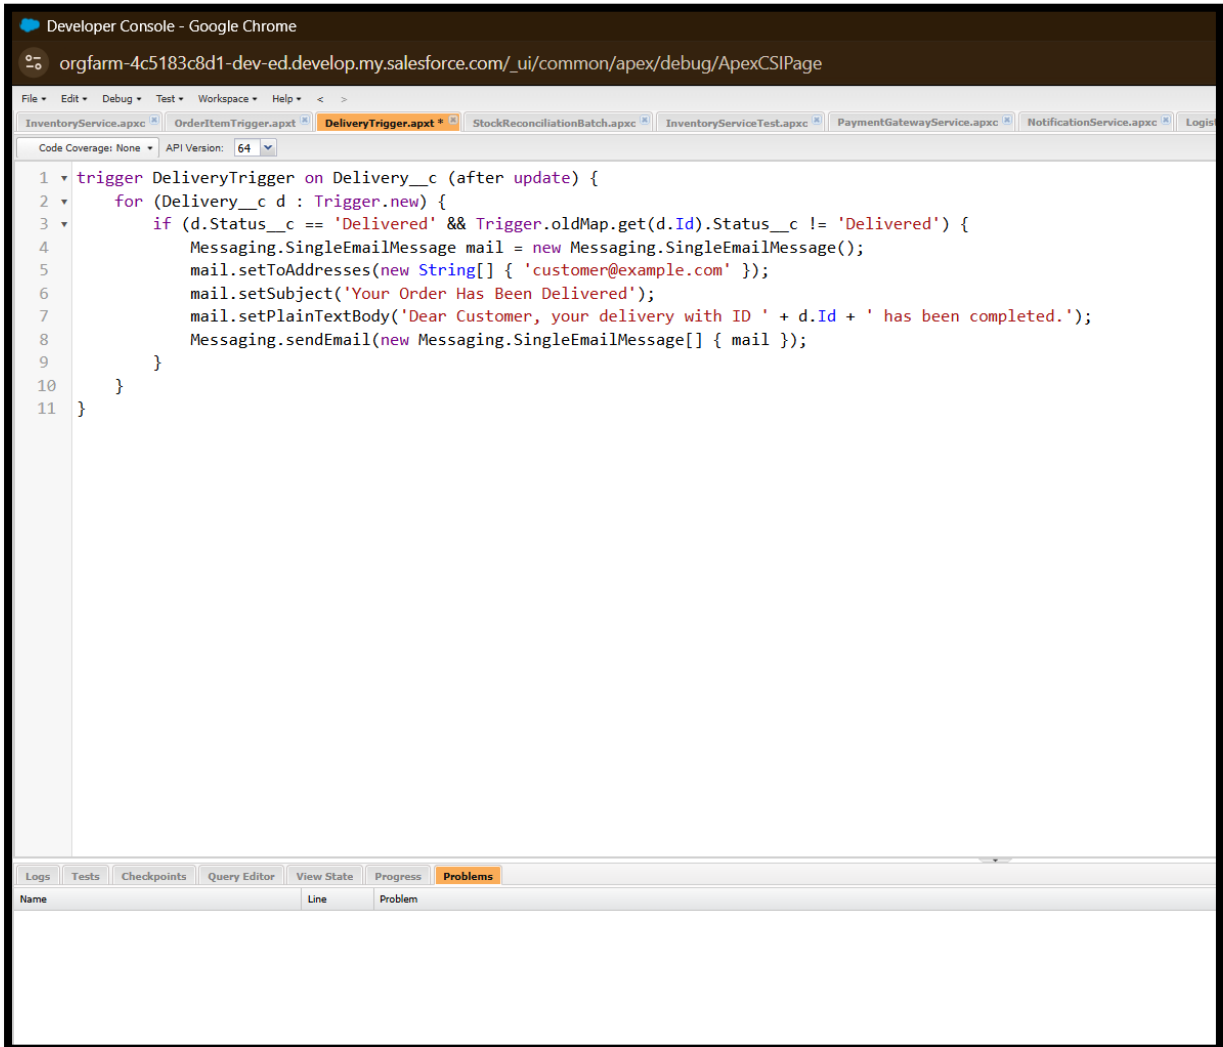 Developer Console - Google Chrome
orgfarm-4c5183c8d1-dev-ed.develop.my.salesforce.com/_ui/common/apex/debug/ApexCSIPage
File Edit Debug Test Workspace Help < >
InventoryService.apxc OrderItemTrigger.apxt DeliveryTrigger.apxt * StockReconciliationBatch.apxc InventoryServiceTest.apxc PaymentGatewayService.apxc NotificationService.apxc Logist
Code Coverage: None API Version: 64
1 trigger DeliveryTrigger on Delivery__c (after update) {
2 for (Delivery__c d : Trigger.new) {
3 if (d.Status__c == 'Delivered' && Trigger.oldMap.get(d.Id).Status__c != 'Delivered') {
4 Messaging.SingleEmailMessage mail = new Messaging.SingleEmailMessage();
5 mail.setToAddresses(new String[] { 'customer@example.com' });
6 mail.setSubject('Your Order Has Been Delivered');
7 mail.setPlainTextBody('Dear Customer, your delivery with ID ' + d.Id + ' has been completed.');
8 Messaging.sendEmail(new Messaging.SingleEmailMessage[] { mail });
9 }
10 }
11 }
Logs Tests Checkpoints Query Editor View State Progress Problems
Name Line Problem